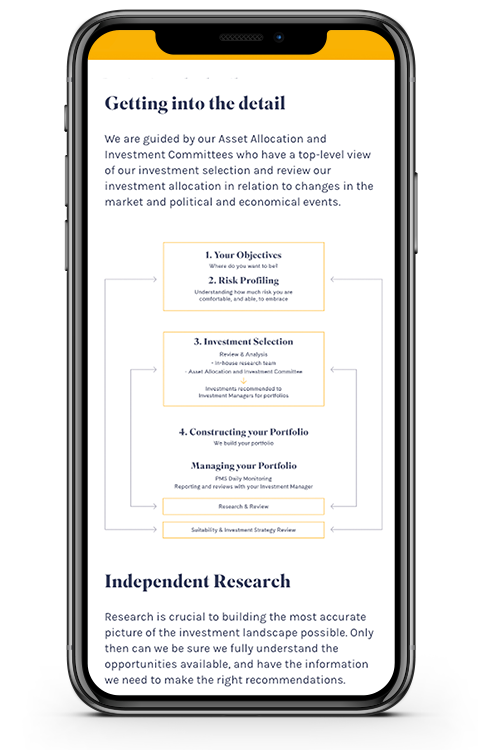 Getting into the detail
We are guided by our Asset Allocation and
Investment Committees who have a top-level view
of our investment selection and review our
investment allocation in relation to changes in the
market and political and economical events.
1. Your Objectives
Where do you want to be?
2. Risk Profiling
Understanding how much risk you are
comfortable, and able, to embrace
3. Investment Selection
Review & Analysis
- In-house research team
- Asset Allocation and Investment Committee
Investments recommended to
Investment Managers for portfolios
4. Constructing your Portfolio
We build your portfolio
Managing your Portfolio
PMS Daily Monitoring
Reporting and reviews with your Investment Manager
Research & Review
Suitability & Investment Strategy Review
Independent Research
Research is crucial to building the most accurate
picture of the investment landscape possible. Only
then can we be sure we fully understand the
opportunities available, and have the information
we need to make the right recommendations.